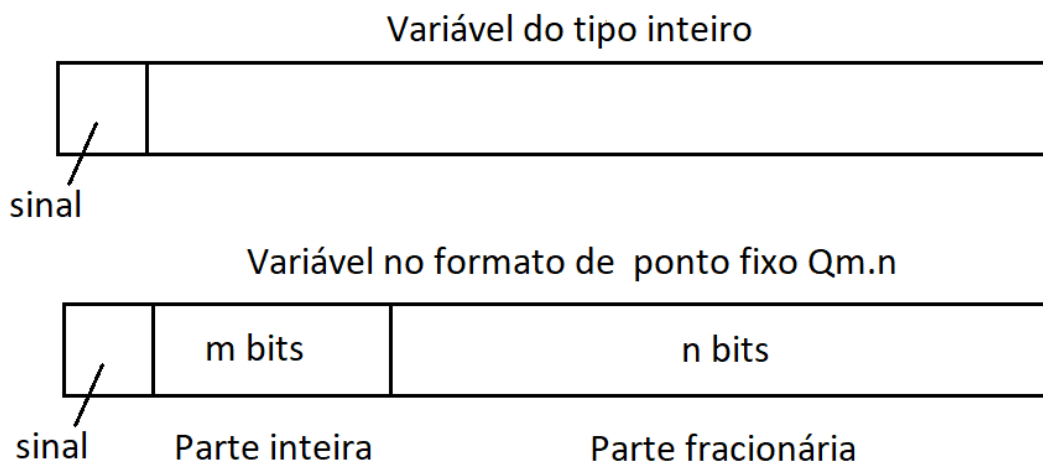 Variável do tipo inteiro
sinal
Variável no formato de ponto fixo Qm.n
m bits n bits
sinal Parte inteira Parte fracionária